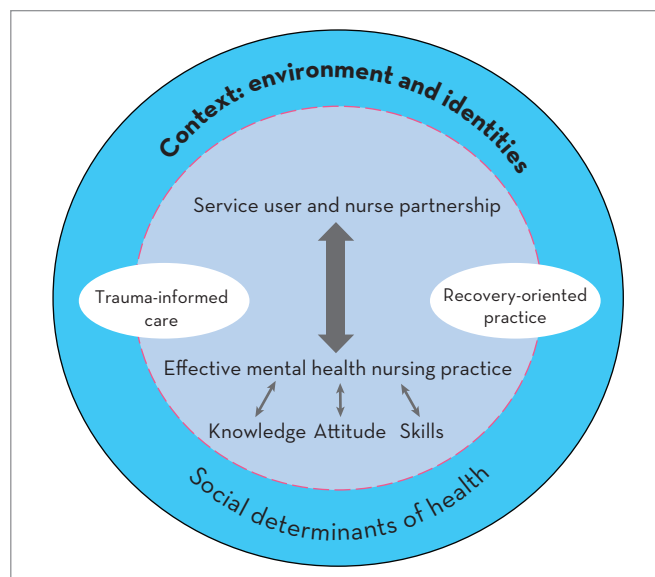 Context: environment and identities
Service user and nurse partnership
Trauma-informed
care
Recovery-oriented
practice
Effective mental health nursing practice
Knowledge Attitude Skills
Social determinants of health